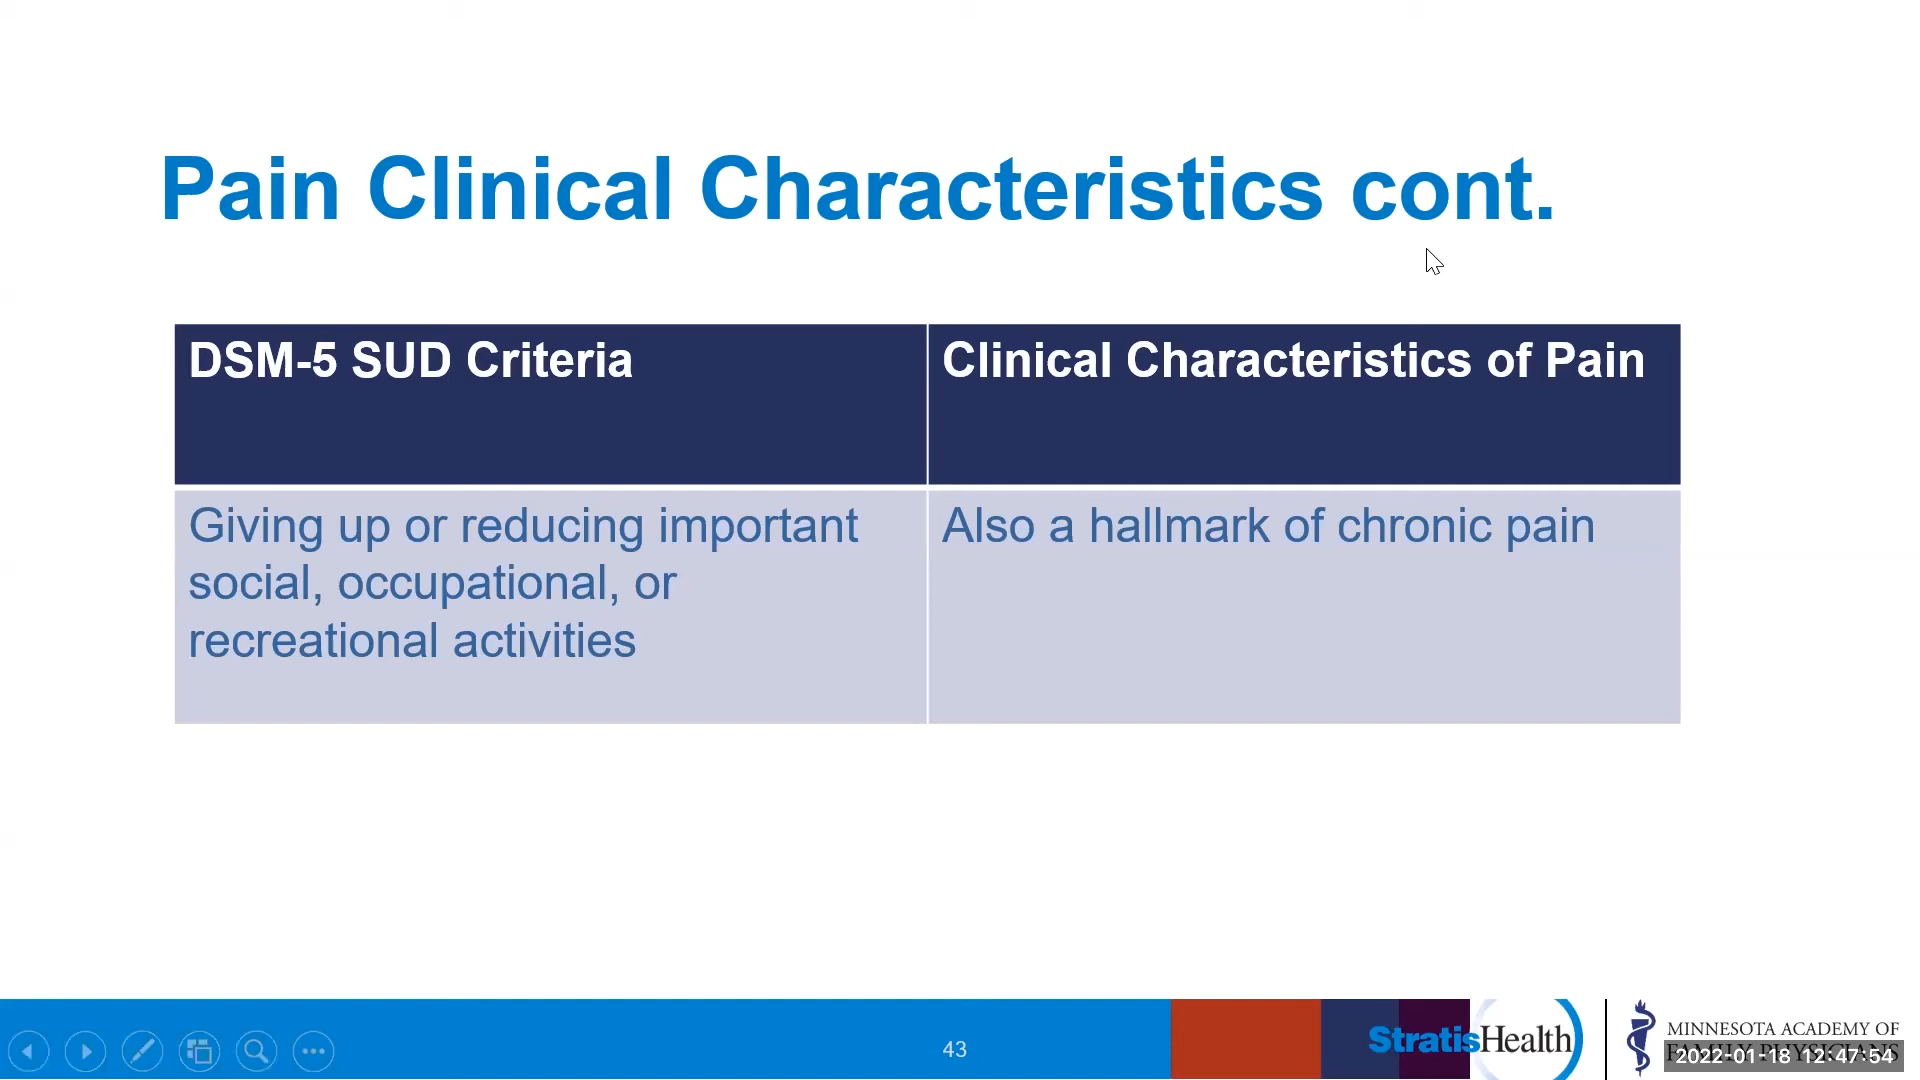 Pain Clinical Characteristics cont.
DSM-5 SUD Criteria
Clinical Characteristics of Pain
Giving up or reducing important
social, occupational, or
recreational activities
Also a hallmark of chronic pain
43
StratisHealth
MINNESOTA ACADEMY OF
FAMILY PHYSICIANS
2022-01-18 12:47:54